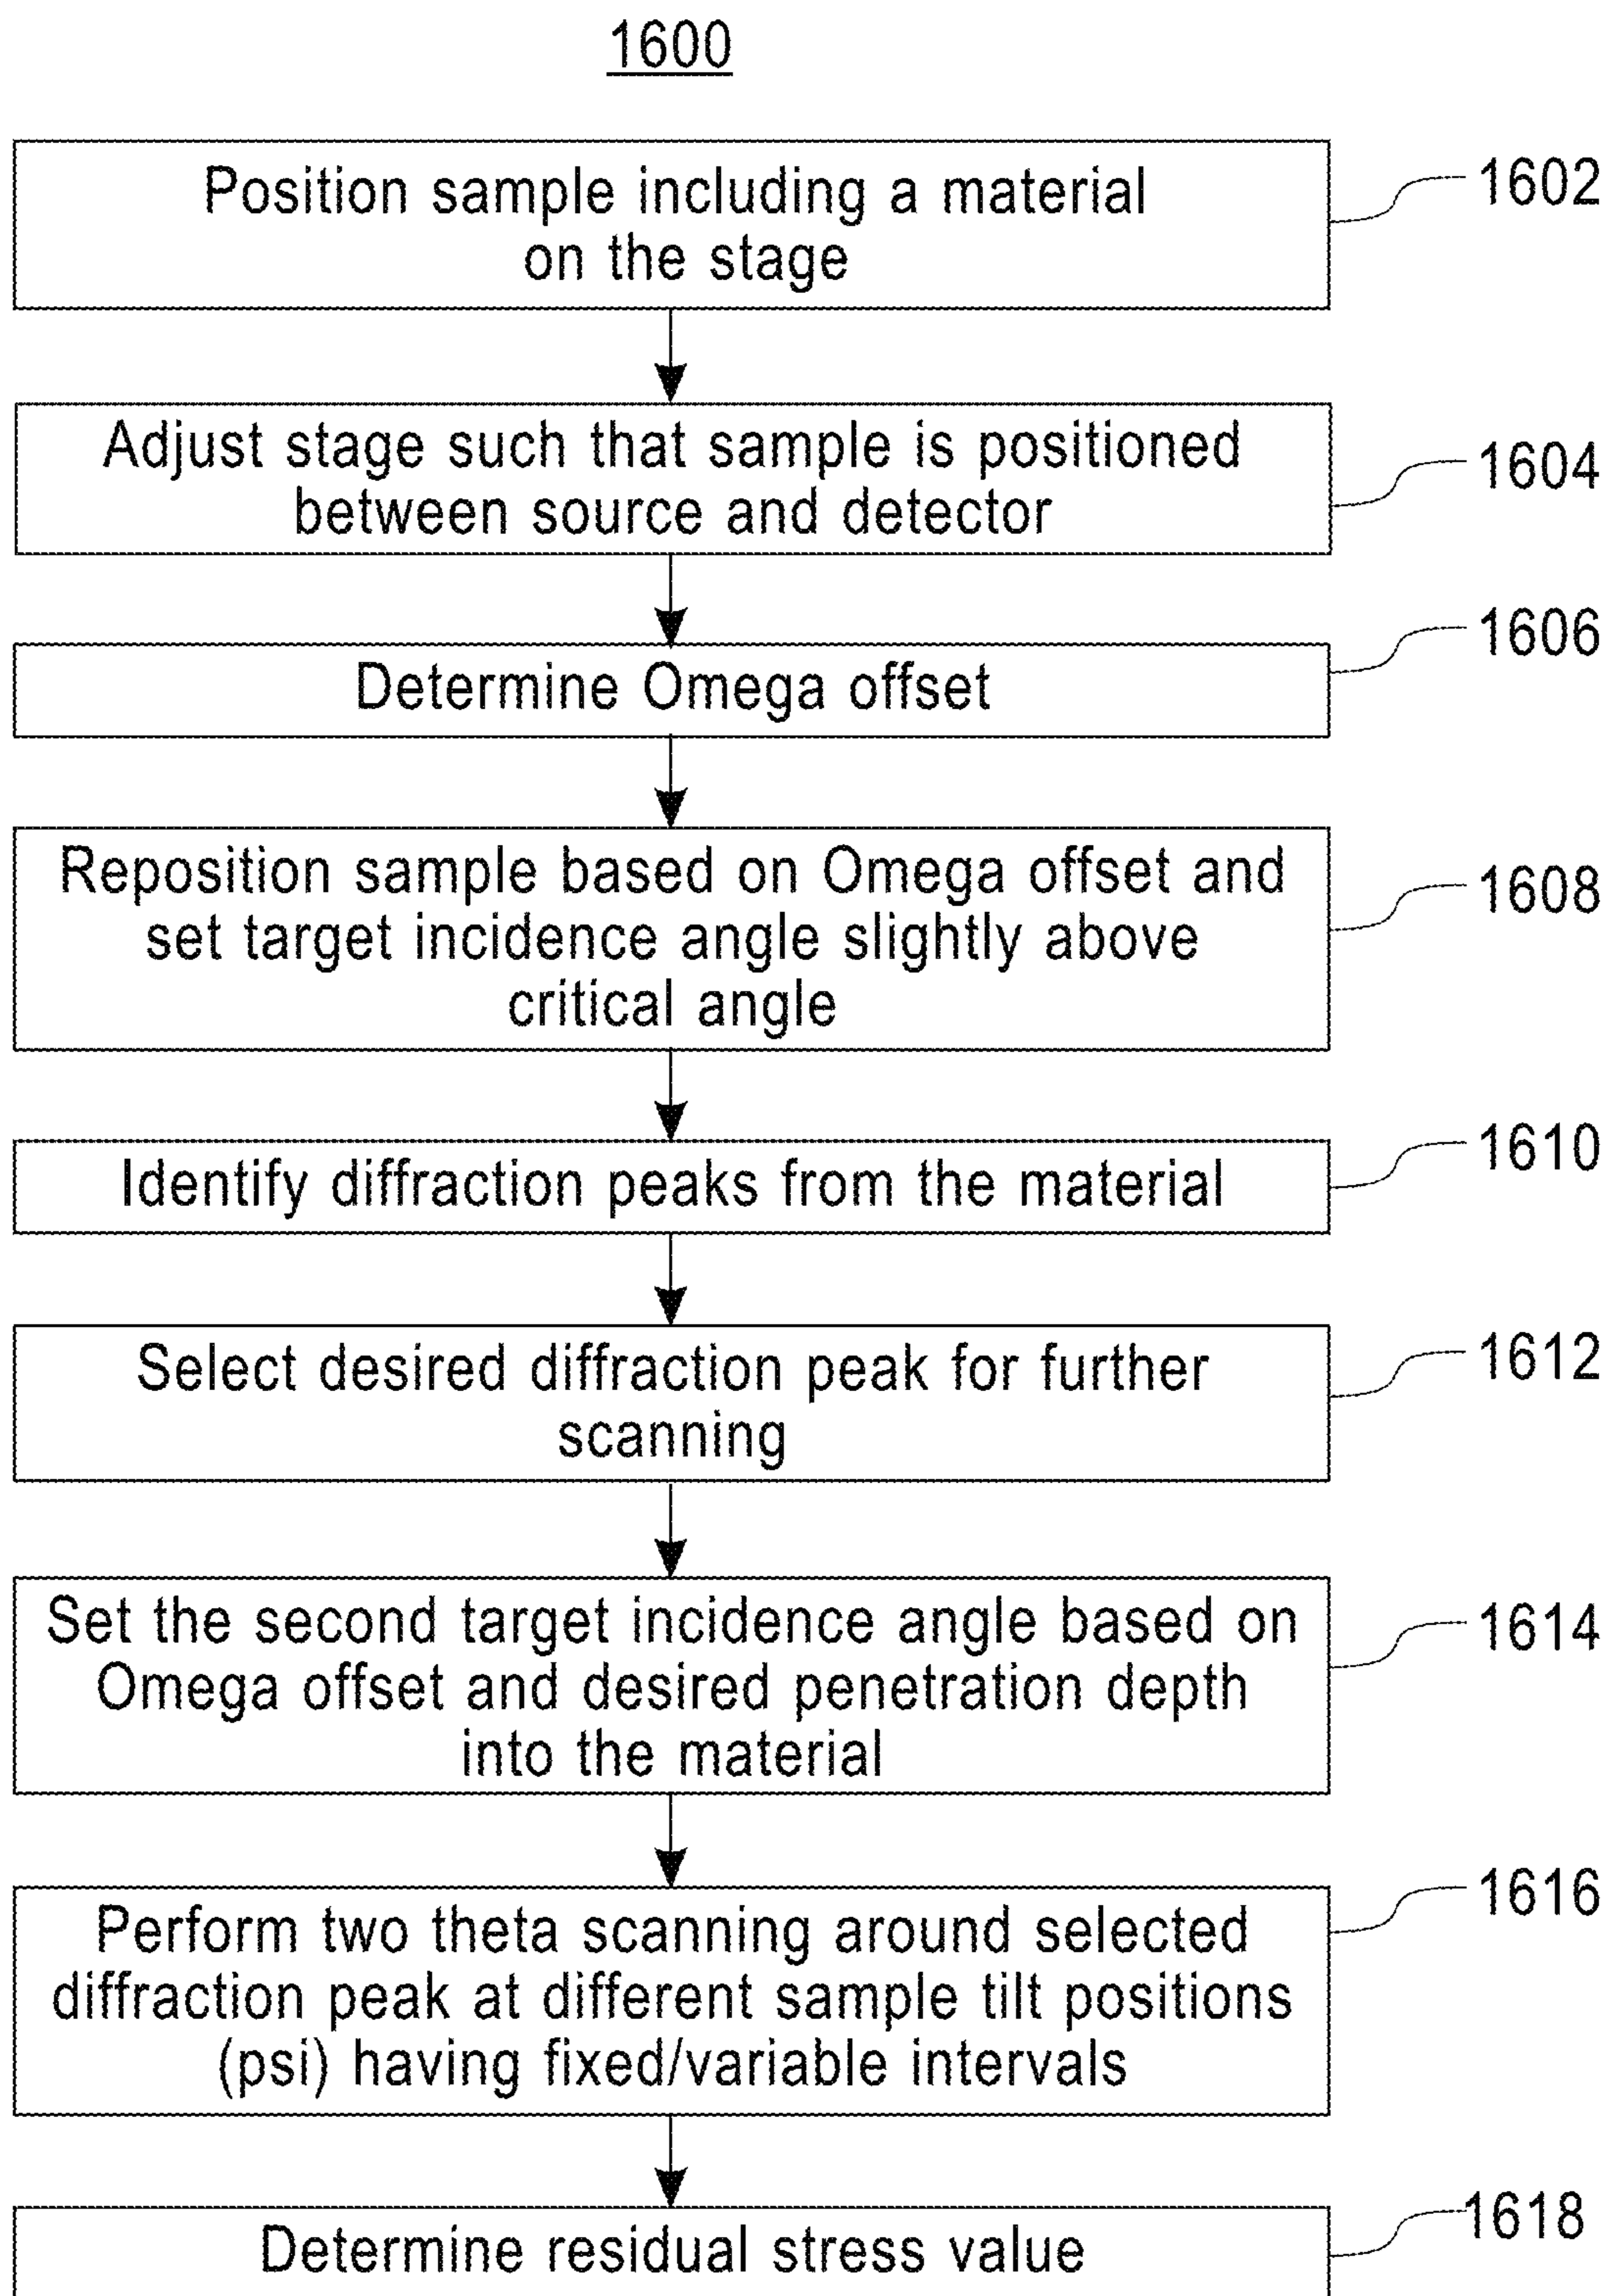 1600
Position sample including a material
on the stage
1602
Adjust stage such that sample is positioned
between source and detector
1604
Determine Omega offset
1606
Reposition sample based on Omega offset and
set target incidence angle slightly above
critical angle
1608
Identify diffraction peaks from the material
1610
Select desired diffraction peak for further
scanning
1612
Set the second target incidence angle based on
Omega offset and desired penetration depth
into the material
1614
Perform two theta scanning around selected
diffraction peak at different sample tilt positions
(psi) having fixed/variable intervals
1616
Determine residual stress value
1618